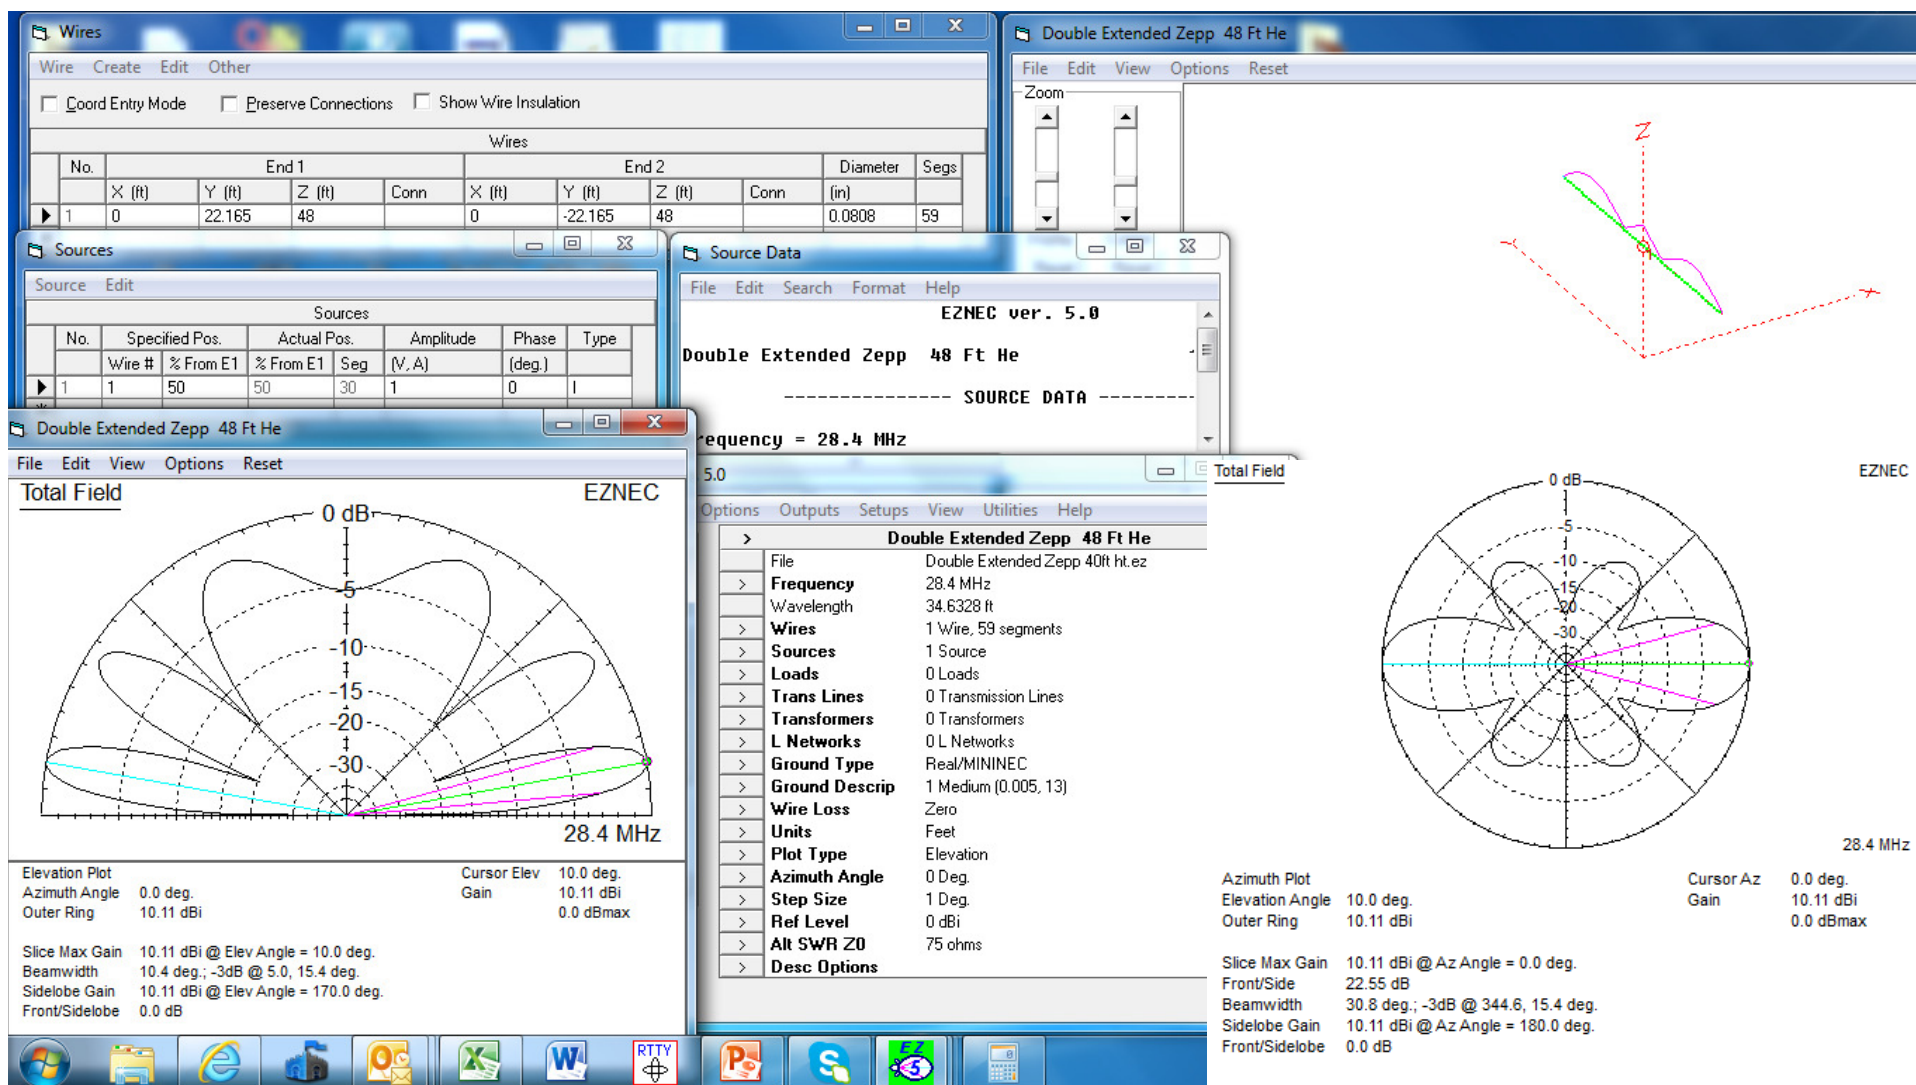 Wires
Wire Create Edit Other
Coord Entry Mode Preserve Connections Show Wire Insulation
Wires
No. End 1 End 2 Diameter Segs
X (ft) Y (ft) Z (ft) Conn X (ft) Y (ft) Z (ft) Conn (in)
1 0 22.165 48 0 -22.165 48 0.0808 59
Double Extended Zepp 48 Ft He
File Edit View Options Reset
Zoom
Z
Y
X
Sources
Source Edit
Sources
No. Specified Pos. Actual Pos. Amplitude Phase Type
Wire # % From E1 % From E1 Seg (V, A) (deg.)
1 1 50 50 30 1 0 I
Source Data
File Edit Search Format Help
EZNEC ver. 5.0
Double Extended Zepp 48 Ft He
--------------- SOURCE DATA ---------
requency = 28.4 MHz
Double Extended Zepp 48 Ft He
File Edit View Options Reset
Total Field EZNEC
0 dB
-5
-10
-15
-20
-30
28.4 MHz
Elevation Plot Cursor Elev 10.0 deg.
Azimuth Angle 0.0 deg. Gain 10.11 dBi
Outer Ring 10.11 dBi 0.0 dBmax
Slice Max Gain 10.11 dBi @ Elev Angle = 10.0 deg.
Beamwidth 10.4 deg.; -3dB @ 5.0, 15.4 deg.
Sidelobe Gain 10.11 dBi @ Elev Angle = 170.0 deg.
Front/Sidelobe 0.0 dB
5.0
Options Outputs Setups View Utilities Help
> Double Extended Zepp 48 Ft He
File Double Extended Zepp 40ft ht.ez
> Frequency 28.4 MHz
Wavelength 34.6328 ft
> Wires 1 Wire, 59 segments
> Sources 1 Source
> Loads 0 Loads
> Trans Lines 0 Transmission Lines
> Transformers 0 Transformers
> L Networks 0 L Networks
> Ground Type Real/MININEC
> Ground Descrip 1 Medium (0.005, 13)
> Wire Loss Zero
> Units Feet
> Plot Type Elevation
> Azimuth Angle 0 Deg.
> Step Size 1 Deg.
> Ref Level 0 dBi
> Alt SWR Z0 75 ohms
> Desc Options
Total Field EZNEC
0 dB
-5
-10
-15
-20
-30
28.4 MHz
Azimuth Plot Cursor Az 0.0 deg.
Elevation Angle 10.0 deg. Gain 10.11 dBi
Outer Ring 10.11 dBi 0.0 dBmax
Slice Max Gain 10.11 dBi @ Az Angle = 0.0 deg.
Front/Side 22.55 dB
Beamwidth 30.8 deg.; -3dB @ 344.6, 15.4 deg.
Sidelobe Gain 10.11 dBi @ Az Angle = 180.0 deg.
Front/Sidelobe 0.0 dB
RTTY
EZ
5